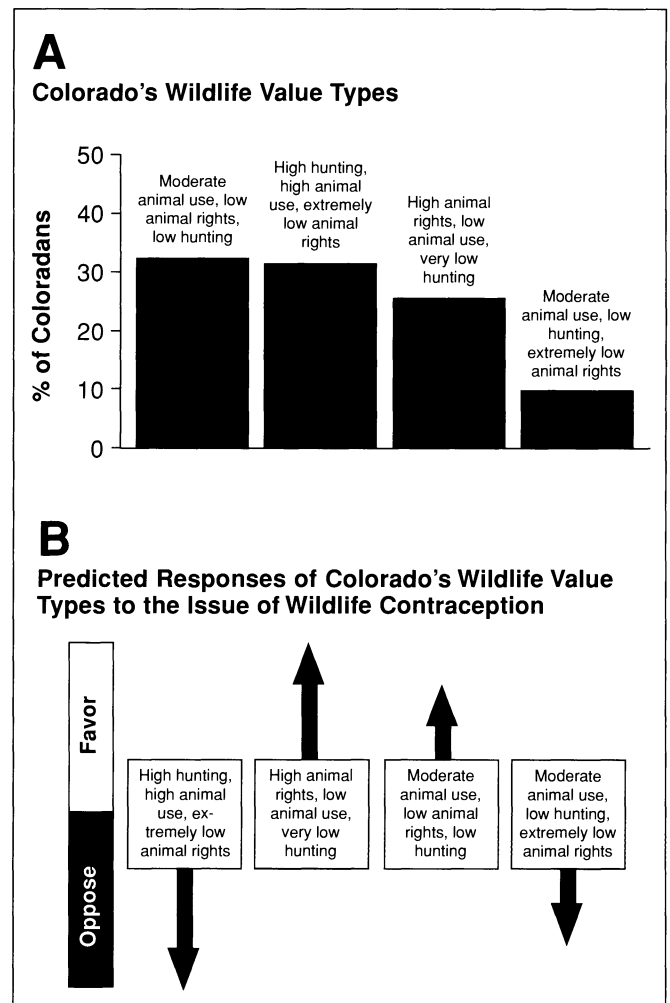 A
Colorado's Wildlife Value Types
% of Coloradans
50
40
30
20
10
0
Moderate
animal use, low
animal rights,
low hunting
High hunting,
high animal
use, extremely
low animal
rights
High animal
rights, low
animal use,
very low
hunting
Moderate
animal use, low
hunting,
extremely low
animal rights
B
Predicted Responses of Colorado's Wildlife Value
Types to the Issue of Wildlife Contraception
Favor
Oppose
High hunting,
high animal
use, ex-
tremely low
animal rights
High animal
rights, low
animal use,
very low
hunting
Moderate
animal use,
low animal
rights, low
hunting
Moderate
animal use,
low hunting,
extremely low
animal rights